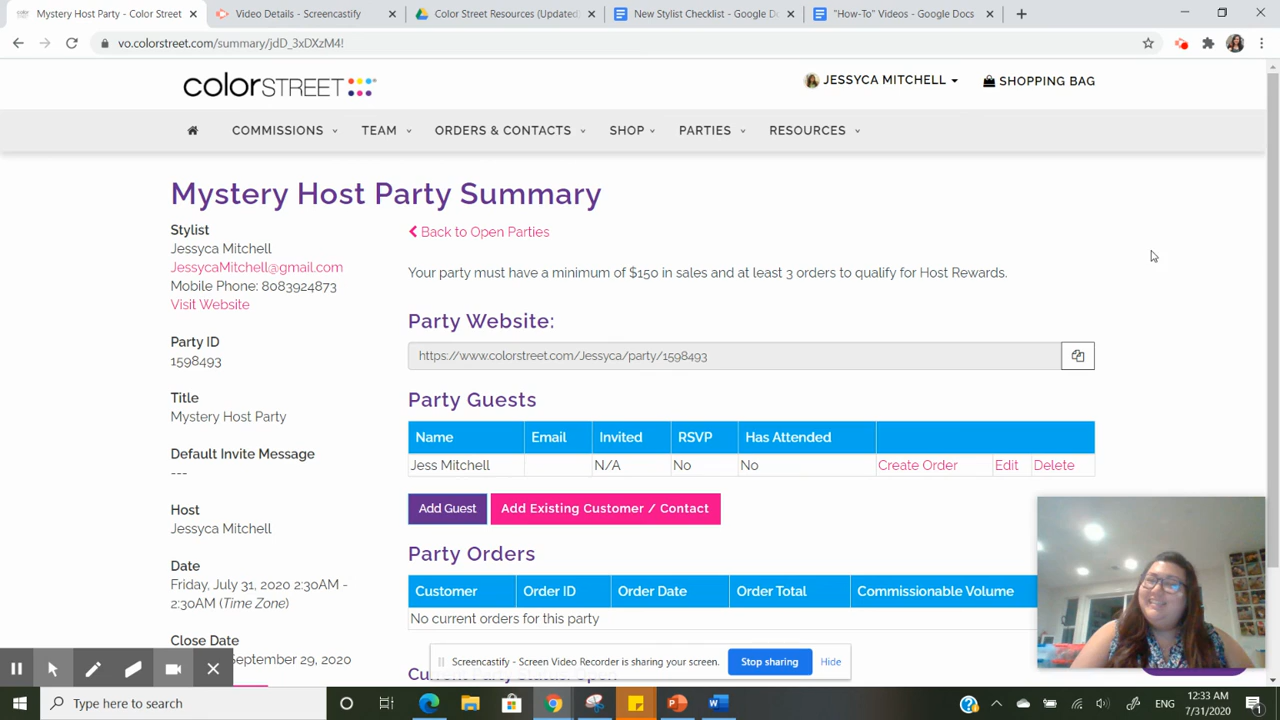 Mystery Host Party - Color Street
Video Details - Screencastify
Color Street Resources (Updated)
New Stylist Checklist - Google Do
"How-To" Videos - Google Docs
vo.colorstreet.com/summary/jdD_3xDXzM4!
colorSTREET
JESSYCA MITCHELL
SHOPPING BAG
COMMISSIONS
TEAM
ORDERS & CONTACTS
SHOP
PARTIES
RESOURCES
Mystery Host Party Summary
Stylist
Jessyca Mitchell
JessycaMitchell@gmail.com
Mobile Phone: 8083924873
Visit Website
Party ID
1598493
Title
Mystery Host Party
Default Invite Message
---
Host
Jessyca Mitchell
Date
Friday, July 31, 2020 2:30AM -
2:30AM (Time Zone)
Close Date
September 29, 2020
Back to Open Parties
Your party must have a minimum of $150 in sales and at least 3 orders to qualify for Host Rewards.
Party Website:
https://www.colorstreet.com/Jessyca/party/1598493
Party Guests
Name Email Invited RSVP Has Attended
Jess Mitchell N/A No No Create Order Edit Delete
Add Guest
Add Existing Customer / Contact
Party Orders
Customer Order ID Order Date Order Total Commissionable Volume
No current orders for this party
Screencastify - Screen Video Recorder is sharing your screen.
Stop sharing
Hide
Type here to search
ENG
12:33 AM
7/31/2020
1